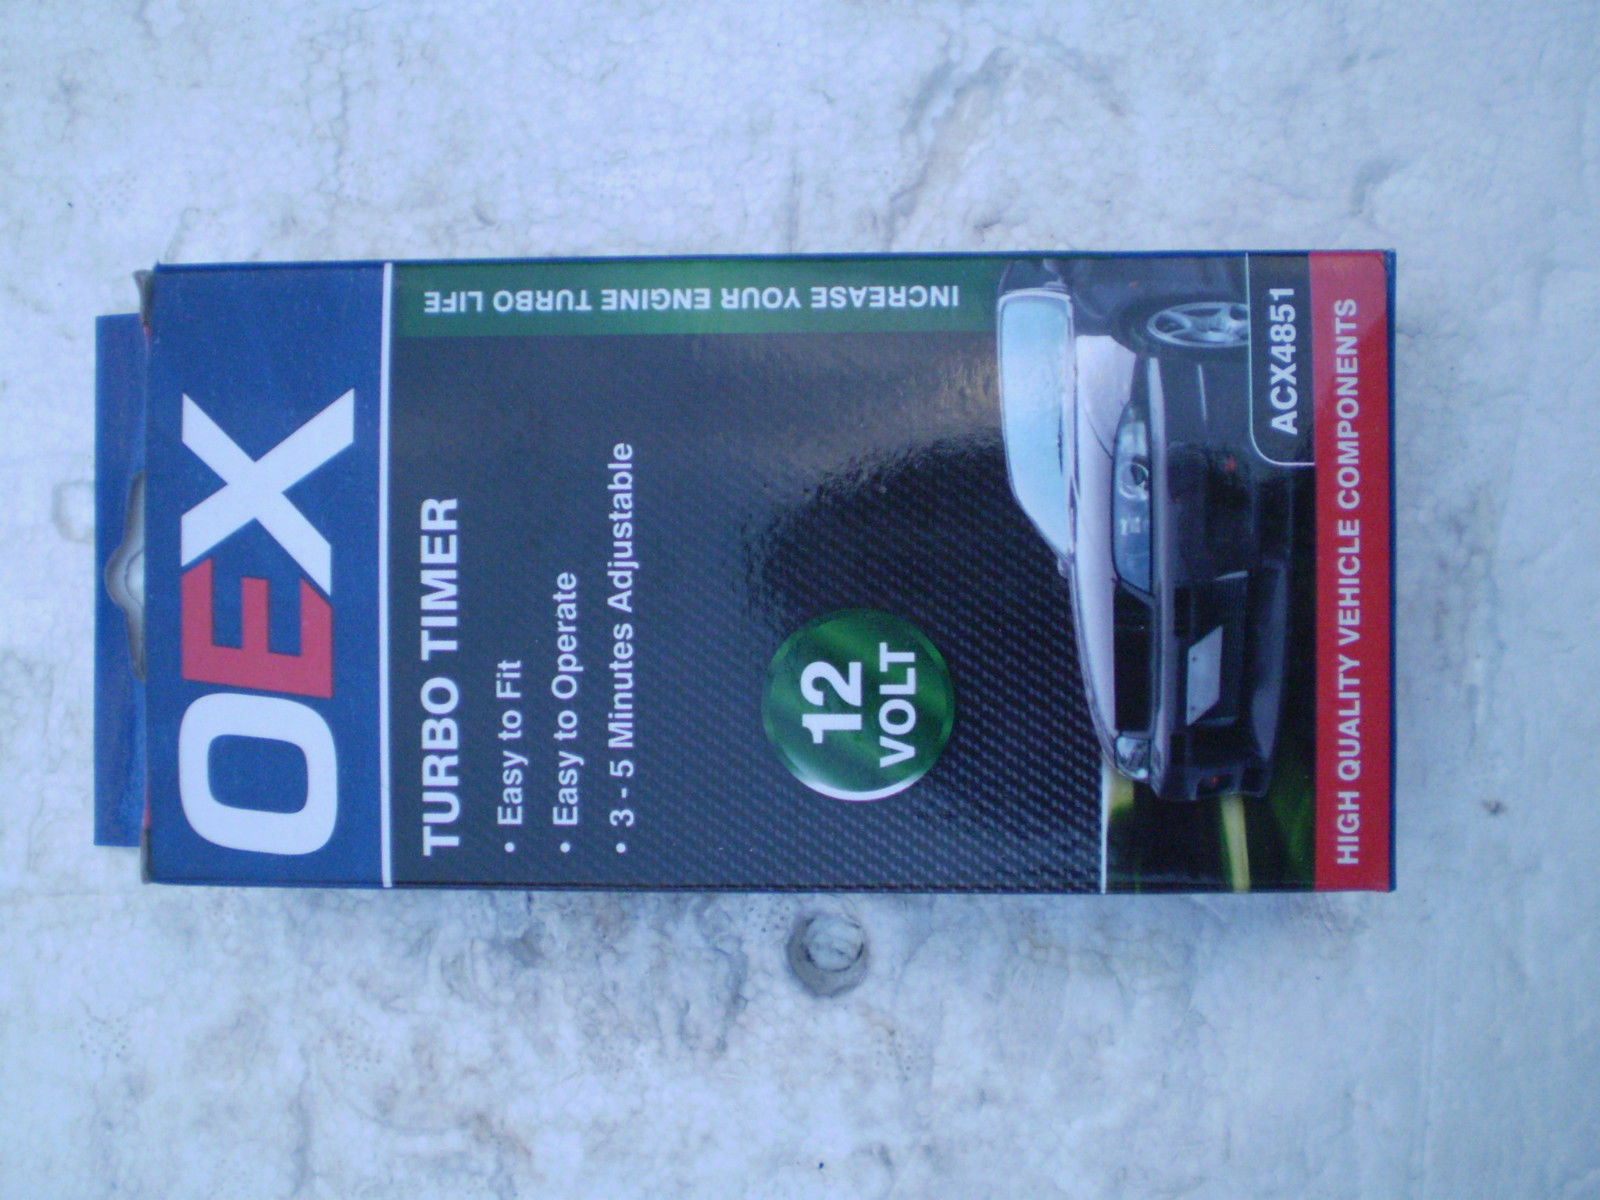 OEX
TURBO TIMER
• Easy to Fit
• Easy to Operate
• 3 - 5 Minutes Adjustable
INCREASE YOUR ENGINE TURBO LIFE
12
VOLT
ACX4851
HIGH QUALITY VEHICLE COMPONENTS